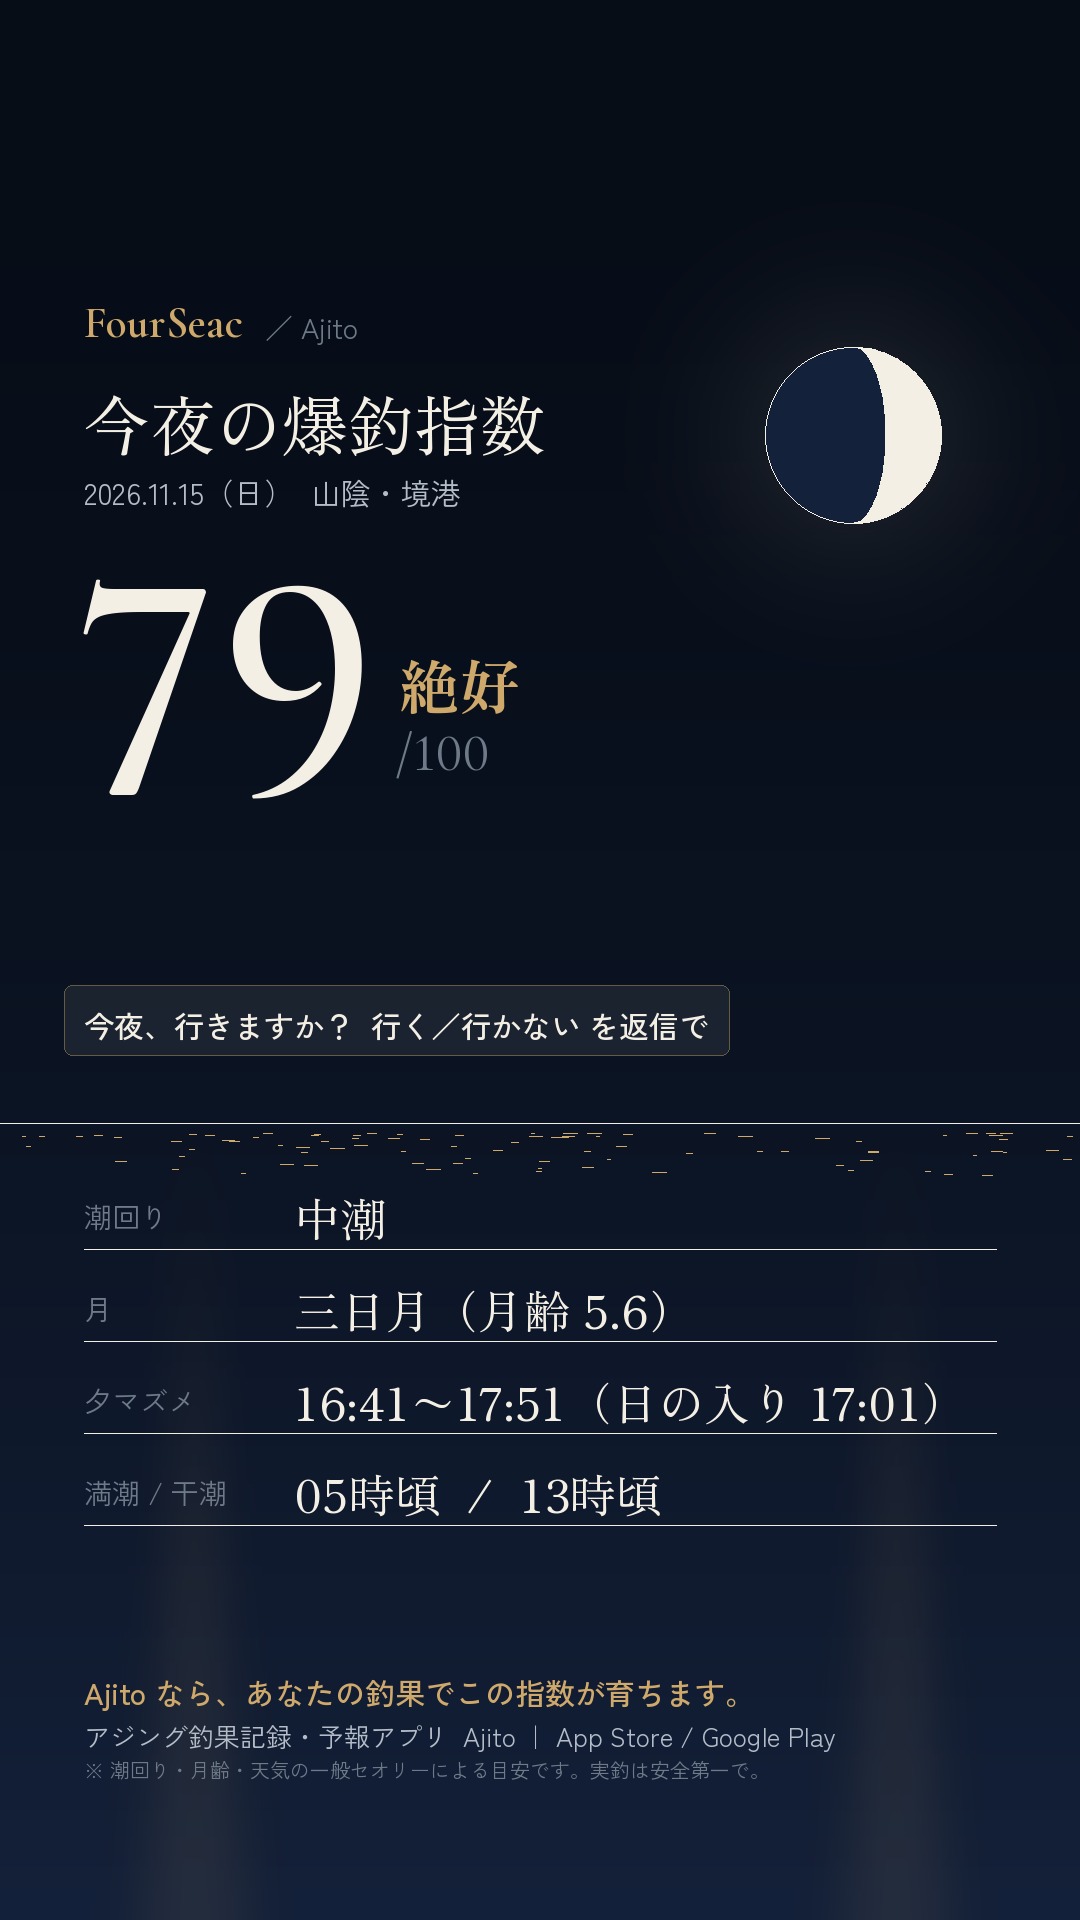 FourSeac ／ Ajito
今夜の爆釣指数
2026.11.15（日） 山陰・境港
79
絶好
/100
今夜、行きますか？ 行く／行かない を返信で
潮回り 中潮
月 三日月（月齢 5.6）
夕マズメ 16:41〜17:51（日の入り 17:01）
満潮 / 干潮 05時頃 / 13時頃
Ajito なら、あなたの釣果でこの指数が育ちます。
アジング釣果記録・予報アプリ Ajito｜App Store / Google Play
※ 潮回り・月齢・天気の一般セオリーによる目安です。実釣は安全第一で。